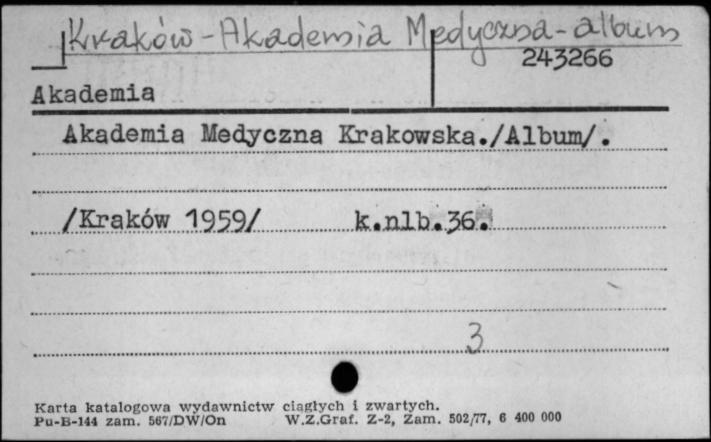 Kraków - Akademia Medyczna - album
243266
Akademia
Akademia Medyczna Krakowska./Album/.
/Kraków 1959/ k.nlb.36.
3
Karta katalogowa wydawnictw ciągłych i zwartych.
Pu-B-144 zam. 567/DW/On W.Z.Graf. Z-2, Zam. 502/77, 6 400 000